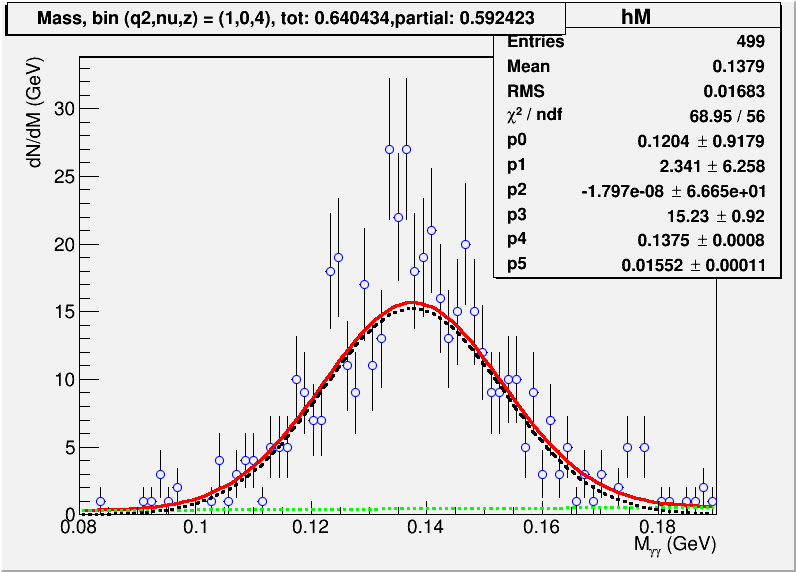 Mass, bin (q2,nu,z) = (1,0,4), tot: 0.640434,partial: 0.592423
hM
Entries 499
Mean 0.1379
RMS 0.01683
χ² / ndf 68.95 / 56
p0 0.1204 ± 0.9179
p1 2.341 ± 6.258
p2 -1.797e-08 ± 6.665e+01
p3 15.23 ± 0.92
p4 0.1375 ± 0.0008
p5 0.01552 ± 0.00011
dN/dM (GeV)
30
25
20
15
10
5
0
0.08 0.1 0.12 0.14 0.16 0.18
Mγγ (GeV)